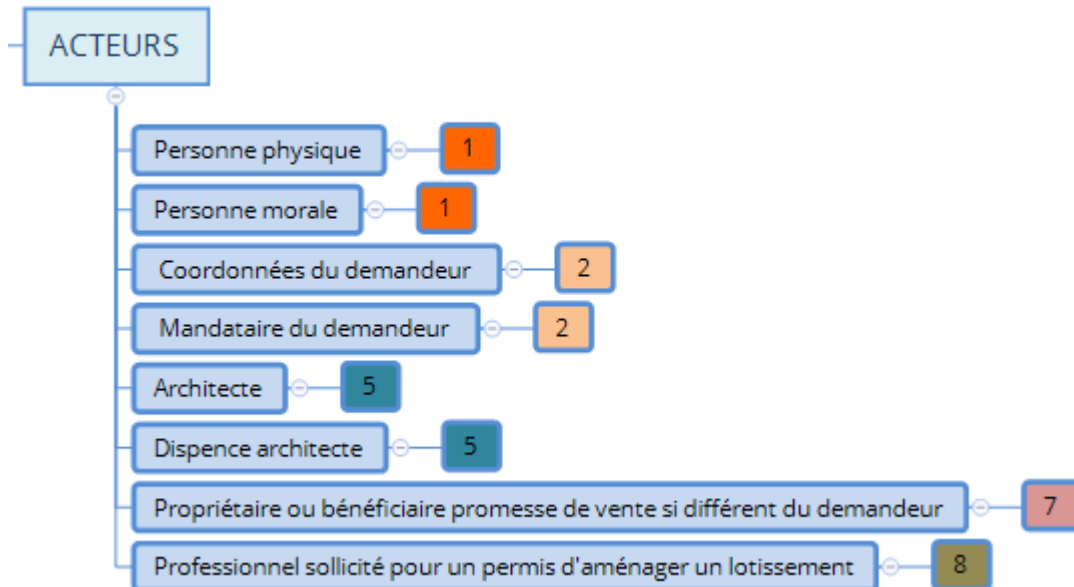 ACTEURS
Personne physique 1
Personne morale 1
Coordonnées du demandeur 2
Mandataire du demandeur 2
Architecte 5
Dispence architecte 5
Propriétaire ou bénéficiaire promesse de vente si différent du demandeur 7
Professionnel sollicité pour un permis d'aménager un lotissement 8